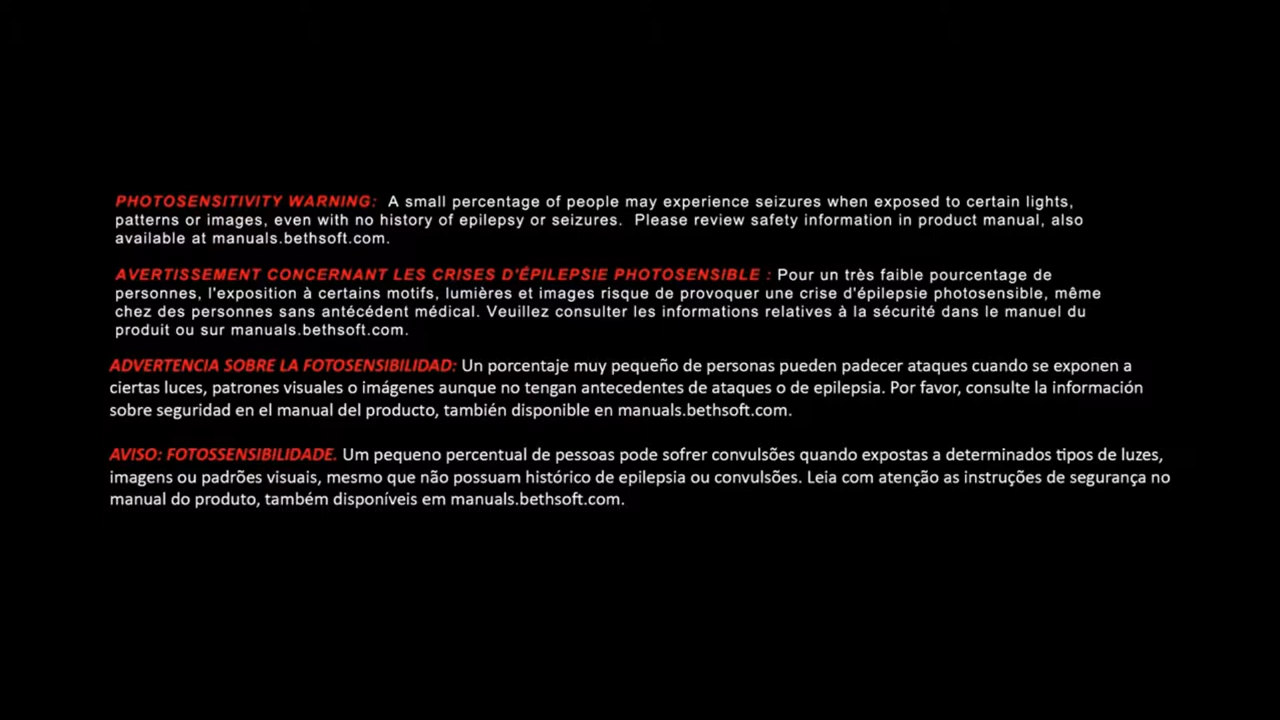 PHOTOSENSITIVITY WARNING: A small percentage of people may experience seizures when exposed to certain lights,
patterns or images, even with no history of epilepsy or seizures. Please review safety information in product manual, also
available at manuals.bethsoft.com.
AVERTISSEMENT CONCERNANT LES CRISES D'ÉPILEPSIE PHOTOSENSIBLE : Pour un très faible pourcentage de
personnes, l'exposition à certains motifs, lumières et images risque de provoquer une crise d'épilepsie photosensible, même
chez des personnes sans antécédent médical. Veuillez consulter les informations relatives à la sécurité dans le manuel du
produit ou sur manuals.bethsoft.com.
ADVERTENCIA SOBRE LA FOTOSENSIBILIDAD: Un porcentaje muy pequeño de personas pueden padecer ataques cuando se exponen a
ciertas luces, patrones visuales o imágenes aunque no tengan antecedentes de ataques o de epilepsia. Por favor, consulte la información
sobre seguridad en el manual del producto, también disponible en manuals.bethsoft.com.
AVISO: FOTOSSENSIBILIDADE. Um pequeno percentual de pessoas pode sofrer convulsões quando expostas a determinados tipos de luzes,
imagens ou padrões visuais, mesmo que não possuam histórico de epilepsia ou convulsões. Leia com atenção as instruções de segurança no
manual do produto, também disponíveis em manuals.bethsoft.com.